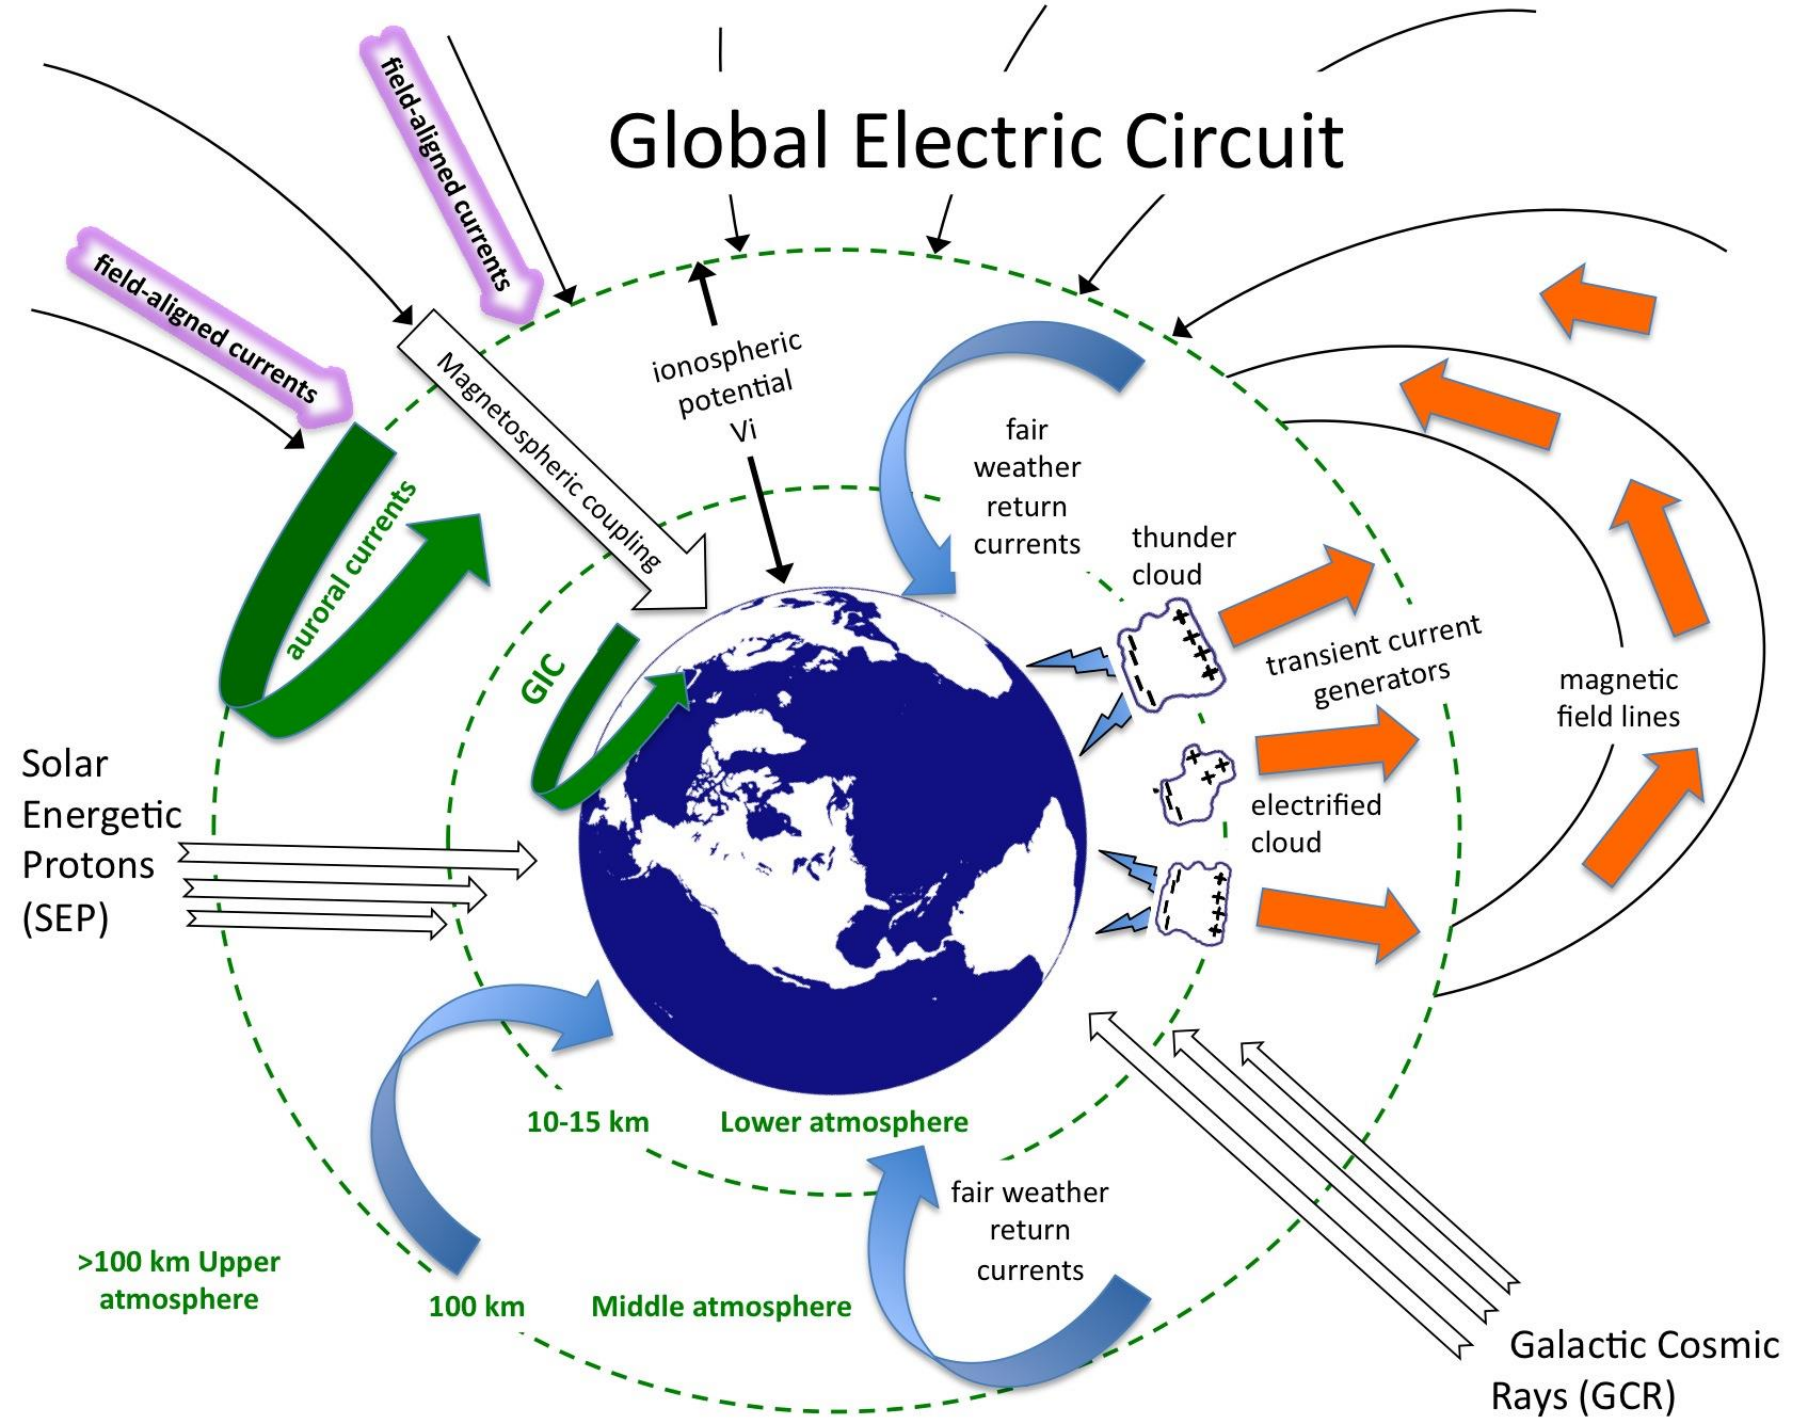 Global Electric Circuit
field-aligned currents
field-aligned currents
Magnetospheric coupling
ionospheric
potential
Vi
fair
weather
return
currents
thunder
cloud
auroral currents
GIC
transient current
generators
magnetic
field lines
electrified
cloud
Solar
Energetic
Protons
(SEP)
10-15 km
Lower atmosphere
fair weather
return
currents
>100 km Upper
atmosphere
100 km
Middle atmosphere
Galactic Cosmic
Rays (GCR)